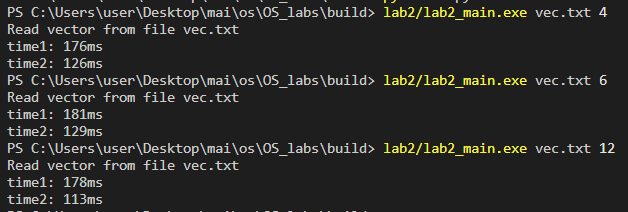 PS C:\Users\user\Desktop\mai\os\OS_labs\build> lab2/lab2_main.exe vec.txt 4
Read vector from file vec.txt
time1: 176ms
time2: 126ms
PS C:\Users\user\Desktop\mai\os\OS_labs\build> lab2/lab2_main.exe vec.txt 6
Read vector from file vec.txt
time1: 181ms
time2: 129ms
PS C:\Users\user\Desktop\mai\os\OS_labs\build> lab2/lab2_main.exe vec.txt 12
Read vector from file vec.txt
time1: 178ms
time2: 113ms